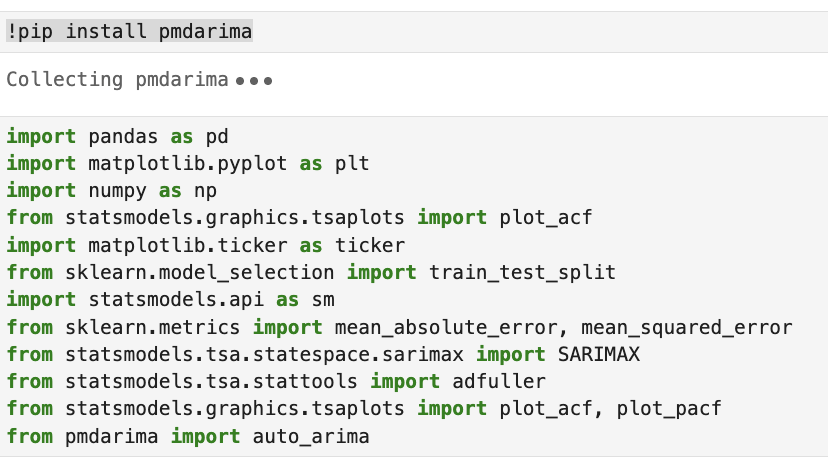 !pip install pmdarima
Collecting pmdarima •••
import pandas as pd
import matplotlib.pyplot as plt
import numpy as np
from statsmodels.graphics.tsaplots import plot_acf
import matplotlib.ticker as ticker
from sklearn.model_selection import train_test_split
import statsmodels.api as sm
from sklearn.metrics import mean_absolute_error, mean_squared_error
from statsmodels.tsa.statespace.sarimax import SARIMAX
from statsmodels.tsa.stattools import adfuller
from statsmodels.graphics.tsaplots import plot_acf, plot_pacf
from pmdarima import auto_arima